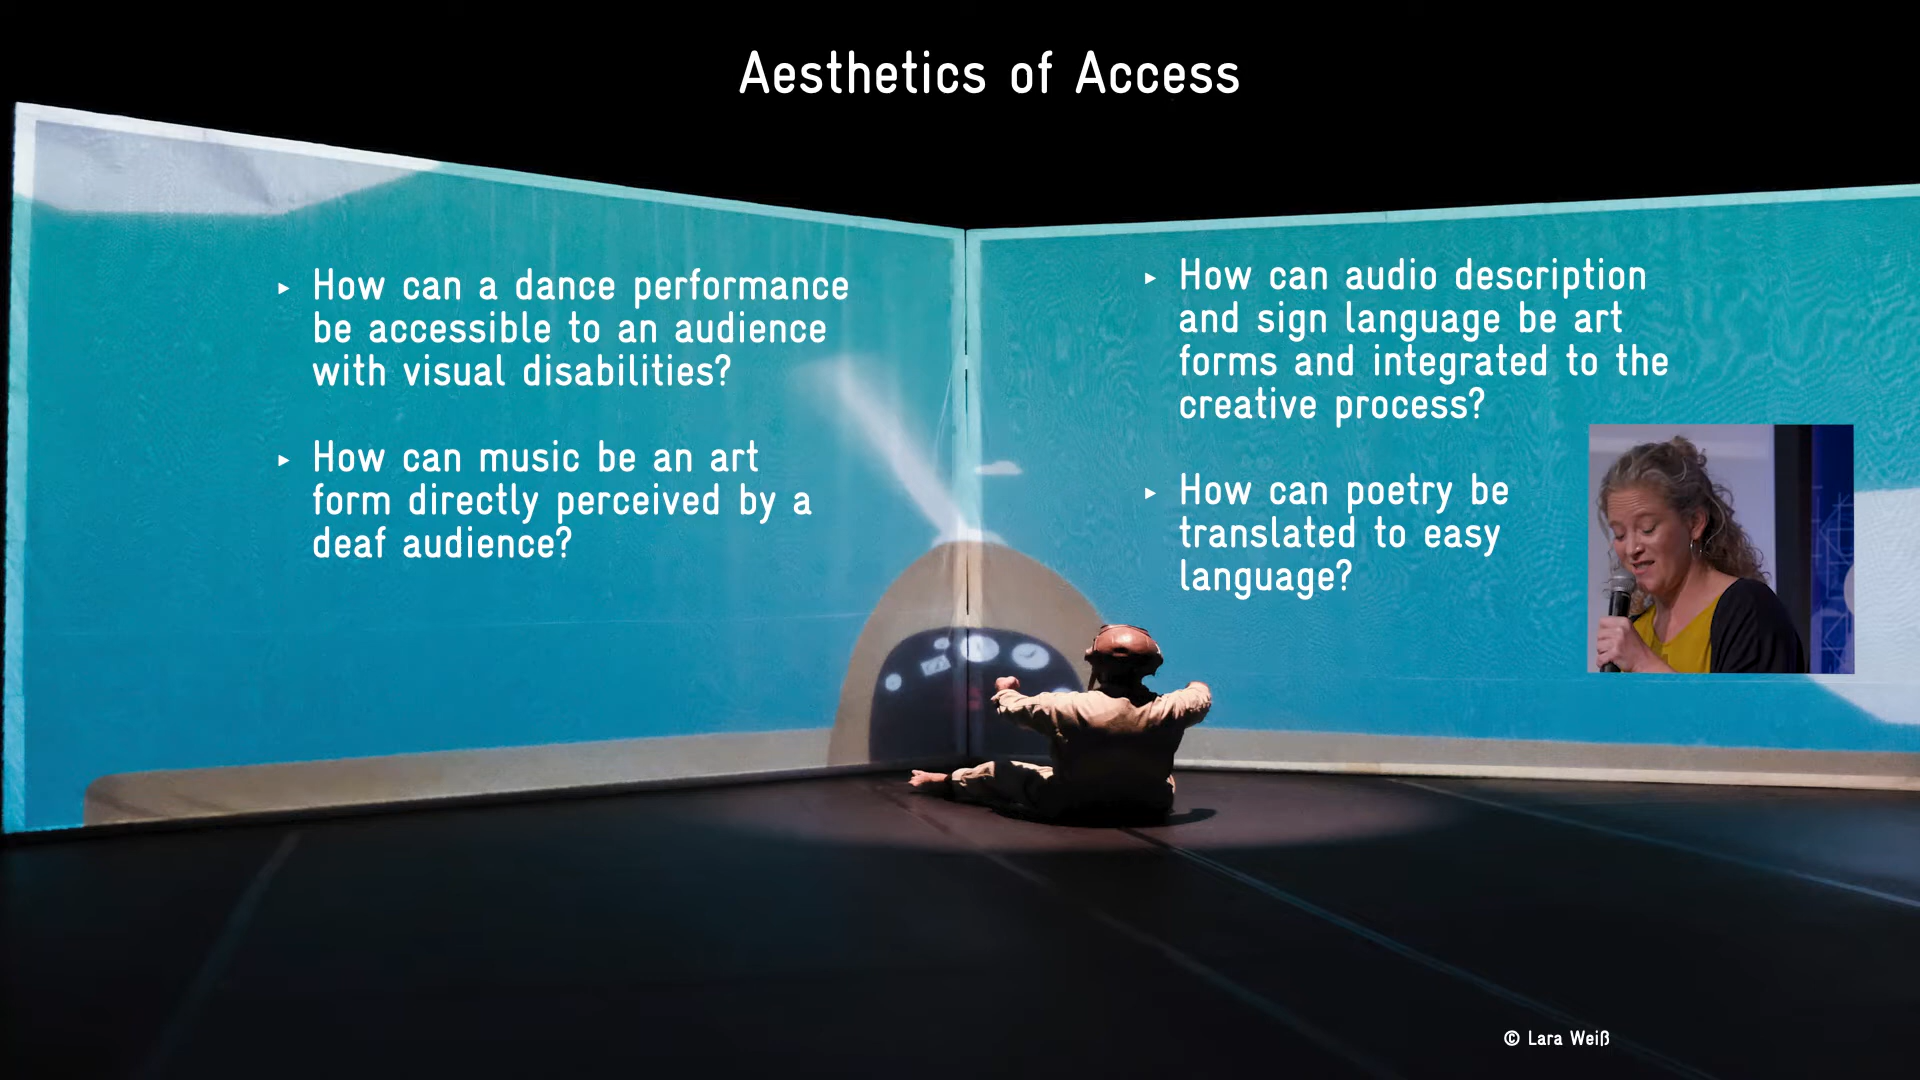 Aesthetics of Access
▸ How can a dance performance
be accessible to an audience
with visual disabilities?
▸ How can music be an art
form directly perceived by a
deaf audience?
▸ How can audio description
and sign language be art
forms and integrated to the
creative process?
▸ How can poetry be
translated to easy
language?
© Lara Weiß